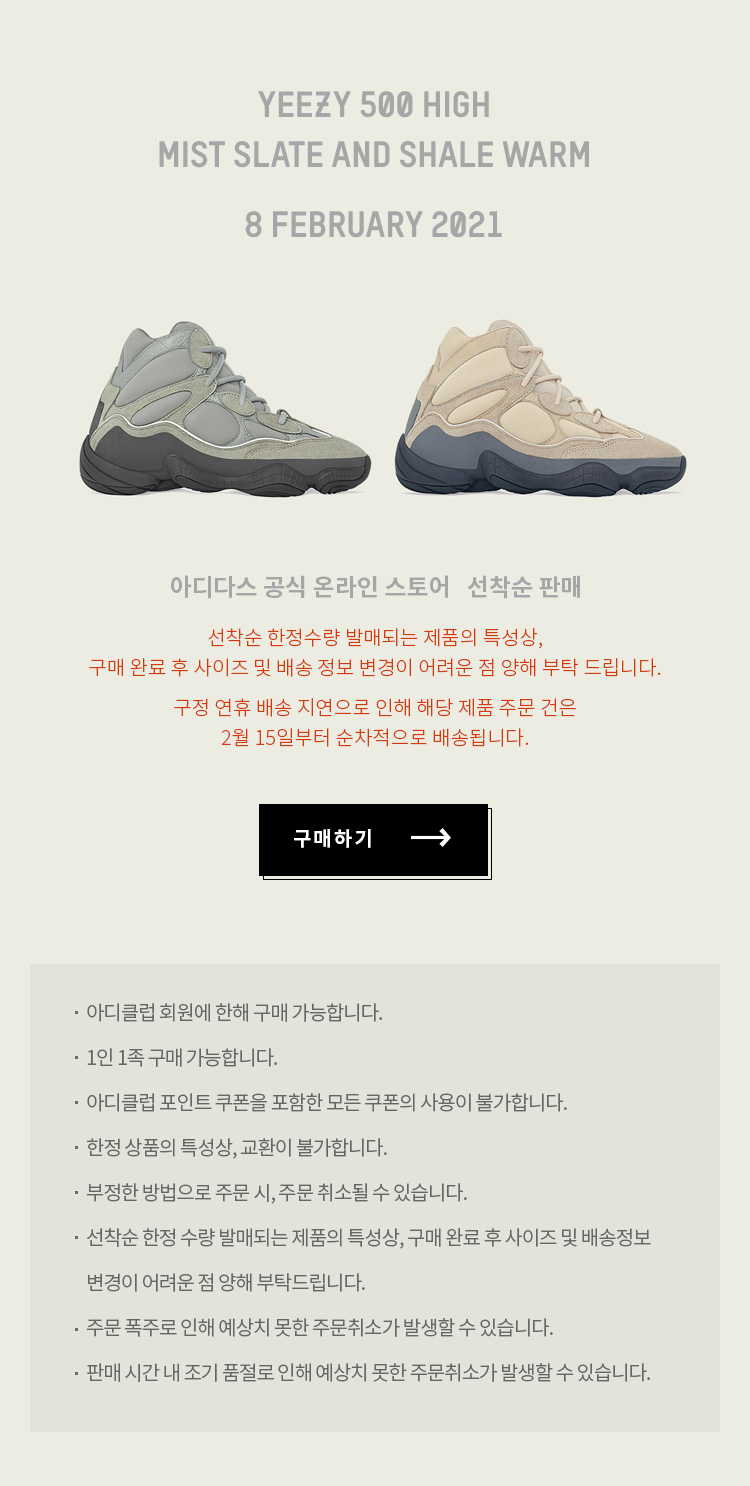 YEEZY 500 HIGH
MIST SLATE AND SHALE WARM
8 FEBRUARY 2021
아디다스 공식 온라인 스토어 선착순 판매
선착순 한정수량 발매되는 제품의 특성상,
구매 완료 후 사이즈 및 배송 정보 변경이 어려운 점 양해 부탁 드립니다.
구정 연휴 배송 지연으로 인해 해당 제품 주문 건은
2월 15일부터 순차적으로 배송됩니다.
구매하기 →
· 아디클럽 회원에 한해 구매 가능합니다.
· 1인 1족 구매 가능합니다.
· 아디클럽 포인트 쿠폰을 포함한 모든 쿠폰의 사용이 불가합니다.
· 한정 상품의 특성상, 교환이 불가합니다.
· 부정한 방법으로 주문 시, 주문 취소될 수 있습니다.
· 선착순 한정 수량 발매되는 제품의 특성상, 구매 완료 후 사이즈 및 배송정보
변경이 어려운 점 양해 부탁드립니다.
· 주문 폭주로 인해 예상치 못한 주문취소가 발생할 수 있습니다.
· 판매 시간 내 조기 품절로 인해 예상치 못한 주문취소가 발생할 수 있습니다.